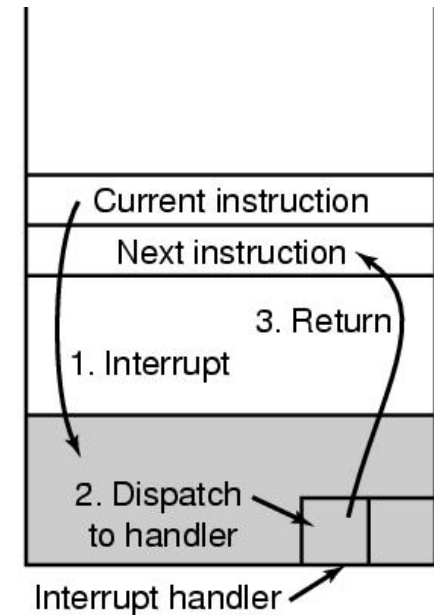 Current instruction
Next instruction
3. Return
1. Interrupt
2. Dispatch
to handler
Interrupt handler